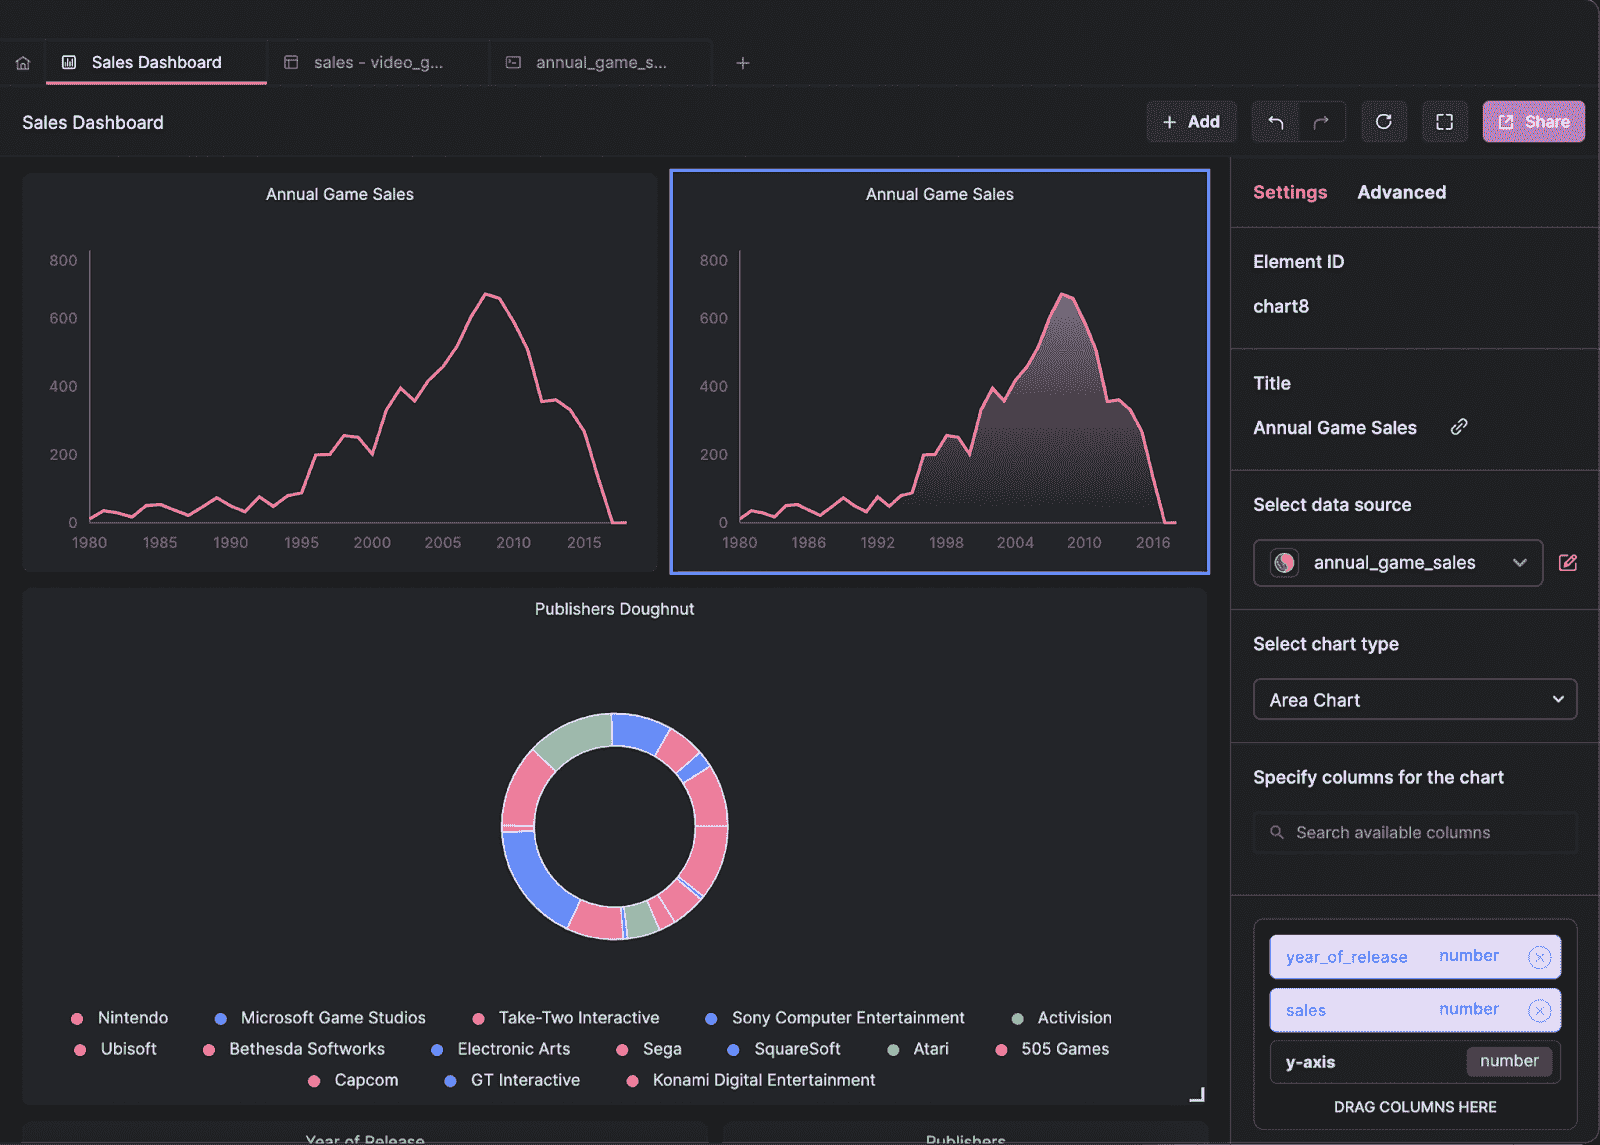 Sales Dashboard
sales - video_g...
annual_game_s...
Sales Dashboard
Add
Share
Annual Game Sales
800
600
400
200
0
1980 1985 1990 1995 2000 2005 2010 2015
Annual Game Sales
800
600
400
200
0
1980 1986 1992 1998 2004 2010 2016
Publishers Doughnut
Nintendo Microsoft Game Studios Take-Two Interactive Sony Computer Entertainment Activision
Ubisoft Bethesda Softworks Electronic Arts Sega SquareSoft Atari 505 Games
Capcom GT Interactive Konami Digital Entertainment
Year of Release
Publishers
Settings Advanced
Element ID
chart8
Title
Annual Game Sales
Select data source
annual_game_sales
Select chart type
Area Chart
Specify columns for the chart
Search available columns
year_of_release number
sales number
y-axis number
DRAG COLUMNS HERE